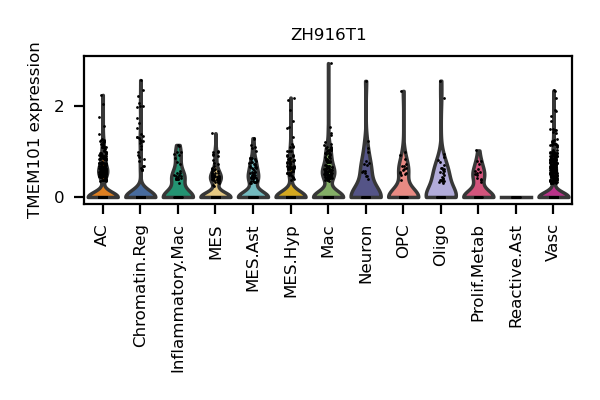 ZH916T1
TMEM101 expression
2
0
AC
Chromatin.Reg
Inflammatory.Mac
MES
MES.Ast
MES.Hyp
Mac
Neuron
OPC
Oligo
Prolif.Metab
Reactive.Ast
Vasc